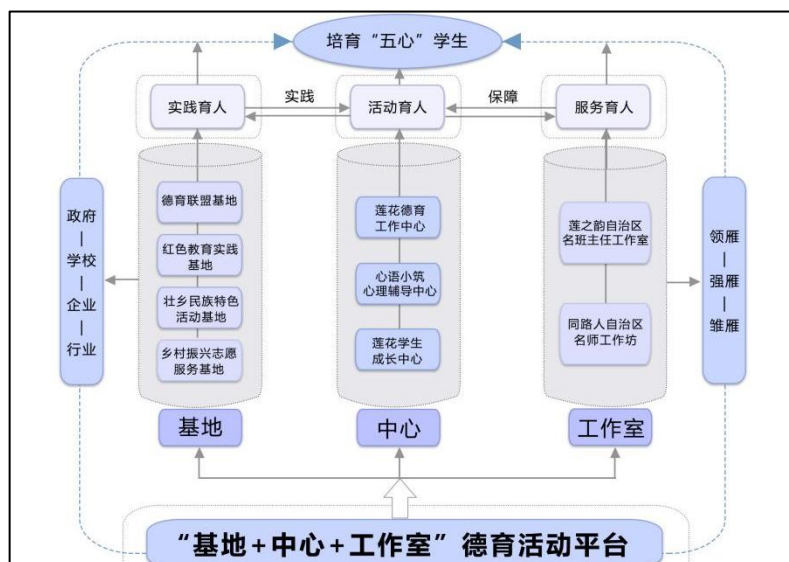 培育“五心”学生
实践育人
实践
活动育人
保障
服务育人
政府
学校
企业
行业
德育联盟基地
红色教育实践
基地
壮乡民族特色
活动基地
乡村振兴志愿
服务基地
莲花德育
工作中心
心语小筑
心理辅导中心
莲花学生
成长中心
莲之韵自治区
名班主任工作室
同路人自治区
名师工作坊
领雁
强雁
雏雁
基地
中心
工作室
“基地+中心+工作室”德育活动平台